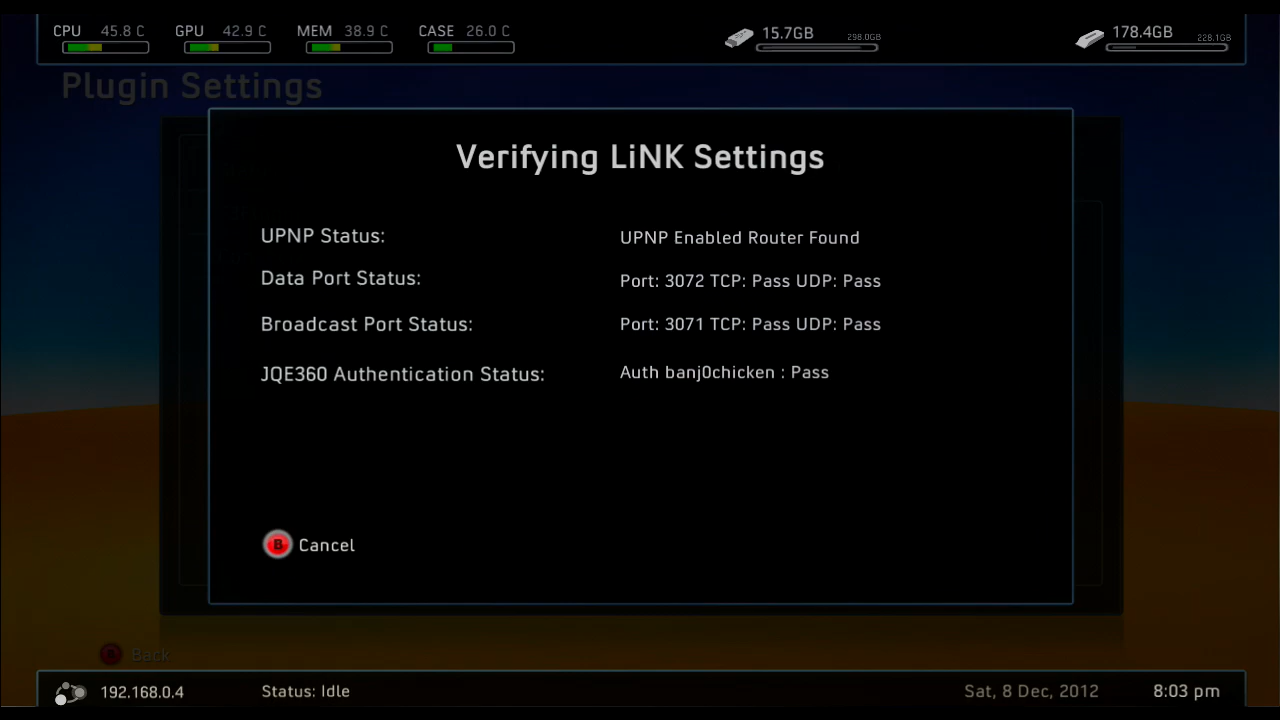 CPU 45.8 C GPU 42.9 C MEM 38.9 C CASE 26.0 C 15.7GB 298.0GB 178.4GB 228.1GB
Plugin Settings
Verifying LiNK Settings
UPNP Status: UPNP Enabled Router Found
Data Port Status: Port: 3072 TCP: Pass UDP: Pass
Broadcast Port Status: Port: 3071 TCP: Pass UDP: Pass
JQE360 Authentication Status: Auth banj0chicken : Pass
B Cancel
Back
192.168.0.4 Status: Idle Sat, 8 Dec, 2012 8:03 pm